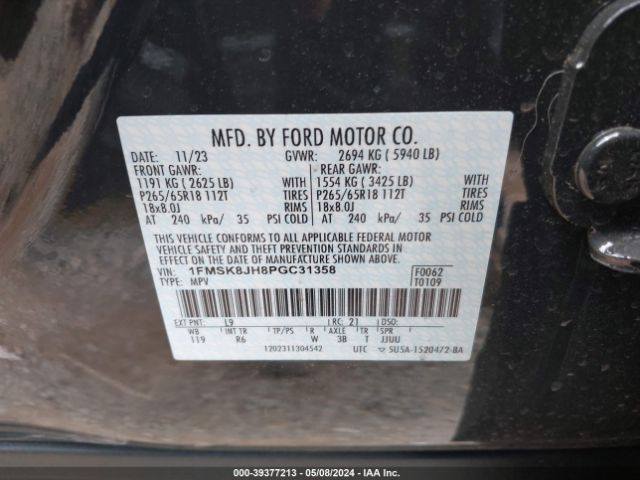 MFD. BY FORD MOTOR CO.
DATE: 11/23 GVWR: 2694 KG ( 5940 LB)
FRONT GAWR: REAR GAWR:
1191 KG ( 2625 LB) WITH 1554 KG ( 3425 LB) WITH
P265/65R18 112T TIRES P265/65R18 112T TIRES
18x8.0J RIMS 18x8.0J RIMS
AT 240 kPa/ 35 PSI COLD AT 240 kPa/ 35 PSI COLD
THIS VEHICLE CONFORMS TO ALL APPLICABLE FEDERAL MOTOR
VEHICLE SAFETY AND THEFT PREVENTION STANDARDS IN
EFFECT ON THE DATE OF MANUFACTURE SHOWN ABOVE.
VIN: 1FMSK8JH8PGC31358 F0062
TYPE: MPV T0109
EXT PNT: L9 RC: 21 DSO:
WB INT TR TP/PS R AXLE TR SPR
119 R6 W 3B T JJUU
1202311304542 UTC SU5A-1520472-BA
000-39377213 - 05/08/2024 - IAA Inc.